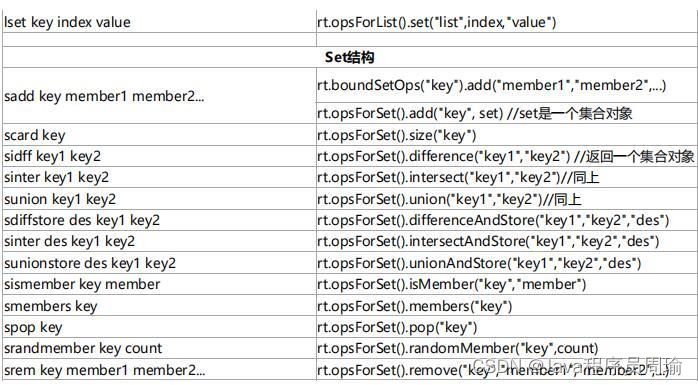 lset key index value rt.opsForList().set("list",index,"value")
Set结构
sadd key member1 member2... rt.boundSetOps("key").add("member1","member2",...)
rt.opsForSet().add("key", set) //set是一个集合对象
scard key rt.opsForSet().size("key")
sidff key1 key2 rt.opsForSet().difference("key1","key2") //返回一个集合对象
sinter key1 key2 rt.opsForSet().intersect("key1","key2")//同上
sunion key1 key2 rt.opsForSet().union("key1","key2")//同上
sdiffstore des key1 key2 rt.opsForSet().differenceAndStore("key1","key2","des")
sinter des key1 key2 rt.opsForSet().intersectAndStore("key1","key2","des")
sunionstore des key1 key2 rt.opsForSet().unionAndStore("key1","key2","des")
sismember key member rt.opsForSet().isMember("key","member")
smembers key rt.opsForSet().members("key")
spop key rt.opsForSet().pop("key")
srandmember key count rt.opsForSet().randomMember("key",count)
srem key member1 member2... rt.opsForSet().remove("key","member1","member2",...)
CSDN @Java程序员周瑜